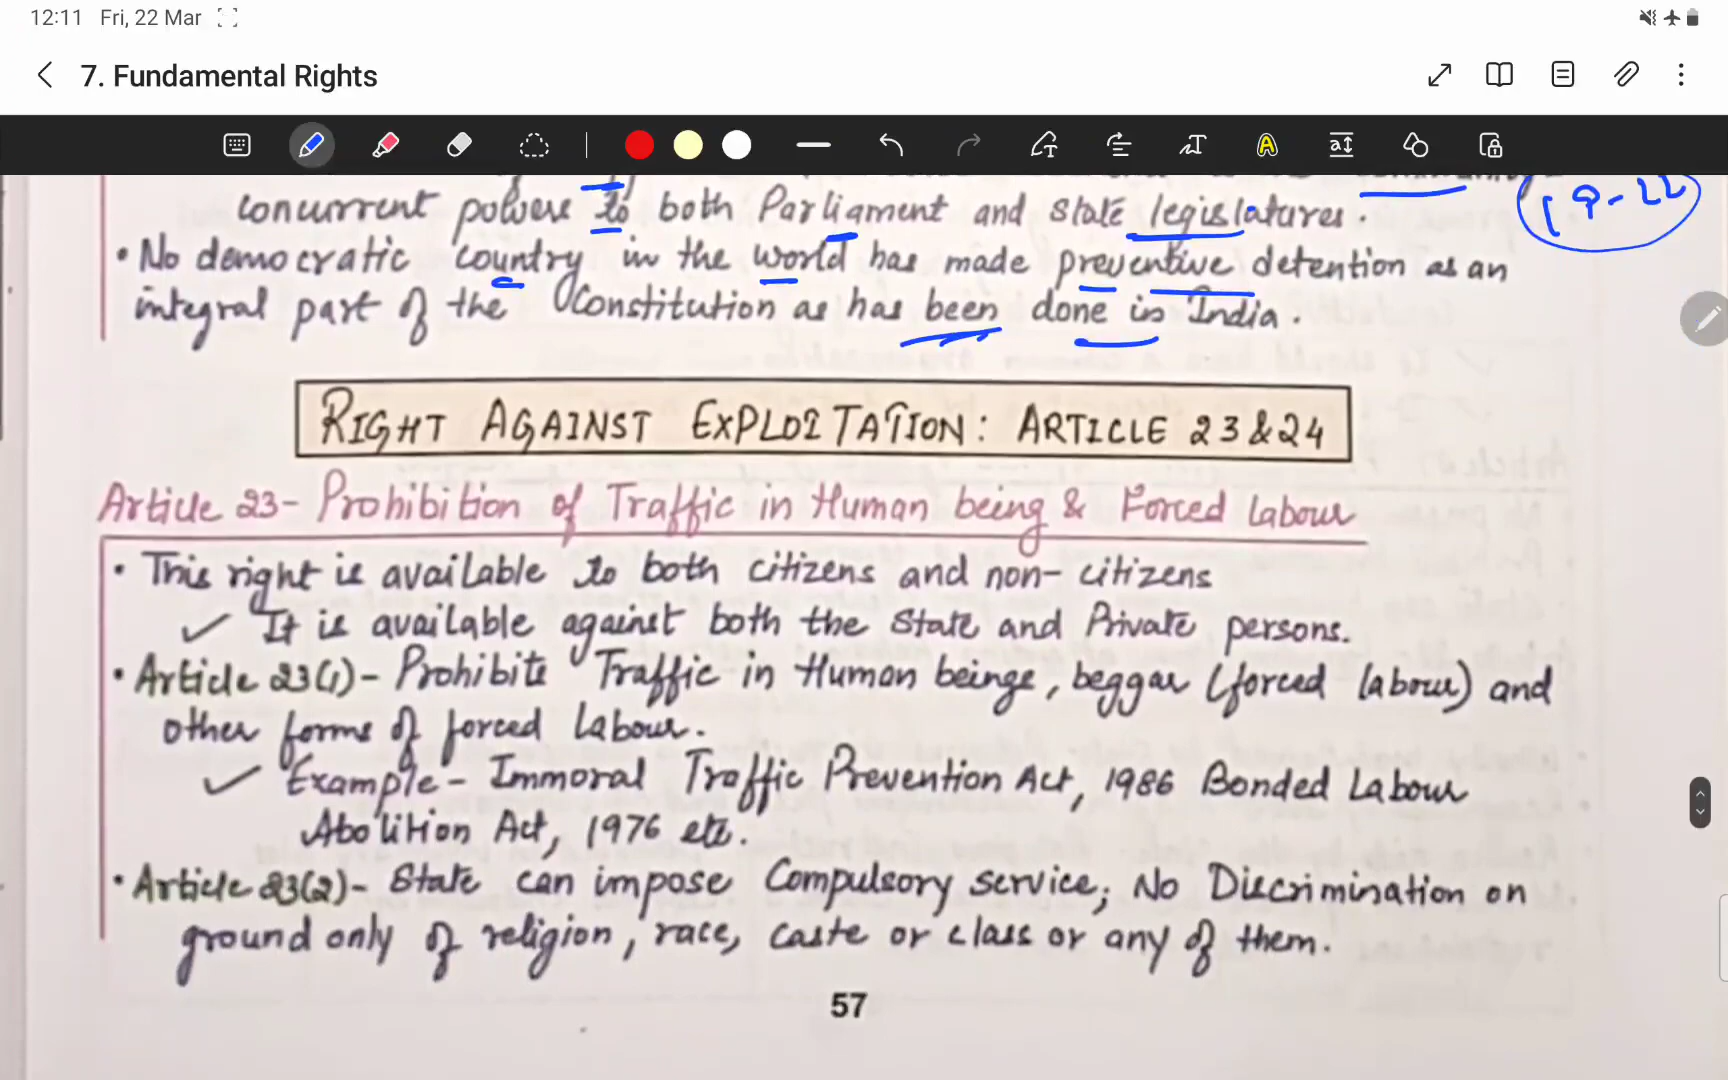 12:11 Fri, 22 Mar
7. Fundamental Rights
concurrent powers to both Parliament and state legislatures.
19-22
• No democratic country in the world has made preventive detention as an
integral part of the Constitution as has been done in India.
RIGHT AGAINST EXPLOITATION: ARTICLE 23 & 24
Article 23- Prohibition of Traffic in Human being & Forced Labour
• This right is available to both citizens and non-citizens
✓ It is available against both the State and Private persons.
• Article 23(1)- Prohibits Traffic in Human beings, beggar (forced labour) and
other forms of forced labour.
✓ Example- Immoral Traffic Prevention Act, 1986 Bonded Labour
Abolition Act, 1976 etc.
• Article 23(2)- State can impose Compulsory service; No Discrimination on
ground only of religion, race, caste or class or any of them.
57